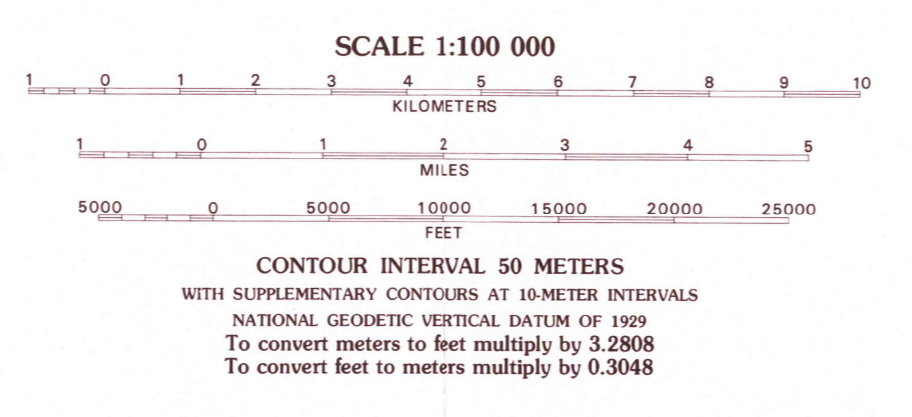 SCALE 1:100 000
1 0 1 2 3 4 5 6 7 8 9 10
KILOMETERS
1 0 1 2 3 4 5
MILES
5000 0 5000 10000 15000 20000 25000
FEET
CONTOUR INTERVAL 50 METERS
WITH SUPPLEMENTARY CONTOURS AT 10-METER INTERVALS
NATIONAL GEODETIC VERTICAL DATUM OF 1929
To convert meters to feet multiply by 3.2808
To convert feet to meters multiply by 0.3048